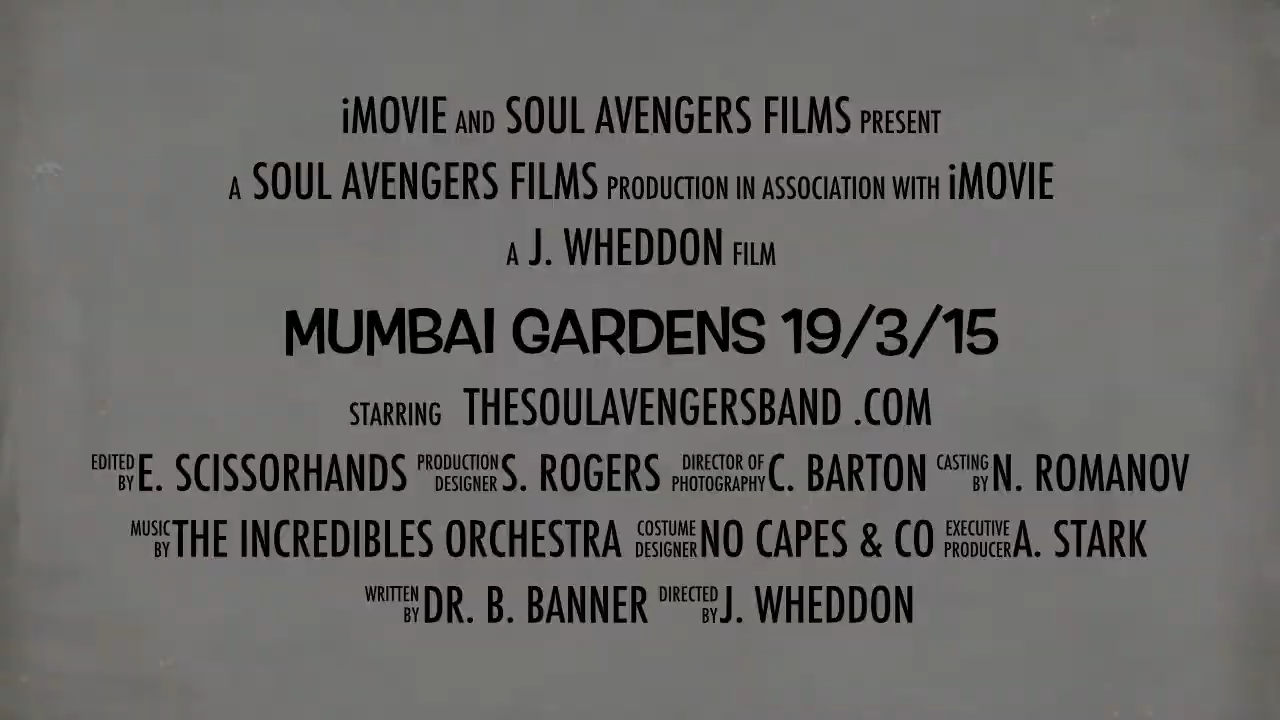 iMOVIE AND SOUL AVENGERS FILMS PRESENT
A SOUL AVENGERS FILMS PRODUCTION IN ASSOCIATION WITH iMOVIE
A J. WHEDDON FILM
MUMBAI GARDENS 19/3/15
STARRING THESOULAVENGERSBAND .COM
EDITED BY E. SCISSORHANDS PRODUCTION DESIGNER S. ROGERS DIRECTOR OF PHOTOGRAPHY C. BARTON CASTING BY N. ROMANOV
MUSIC BY THE INCREDIBLES ORCHESTRA COSTUME DESIGNER NO CAPES & CO EXECUTIVE PRODUCER A. STARK
WRITTEN BY DR. B. BANNER DIRECTED BY J. WHEDDON